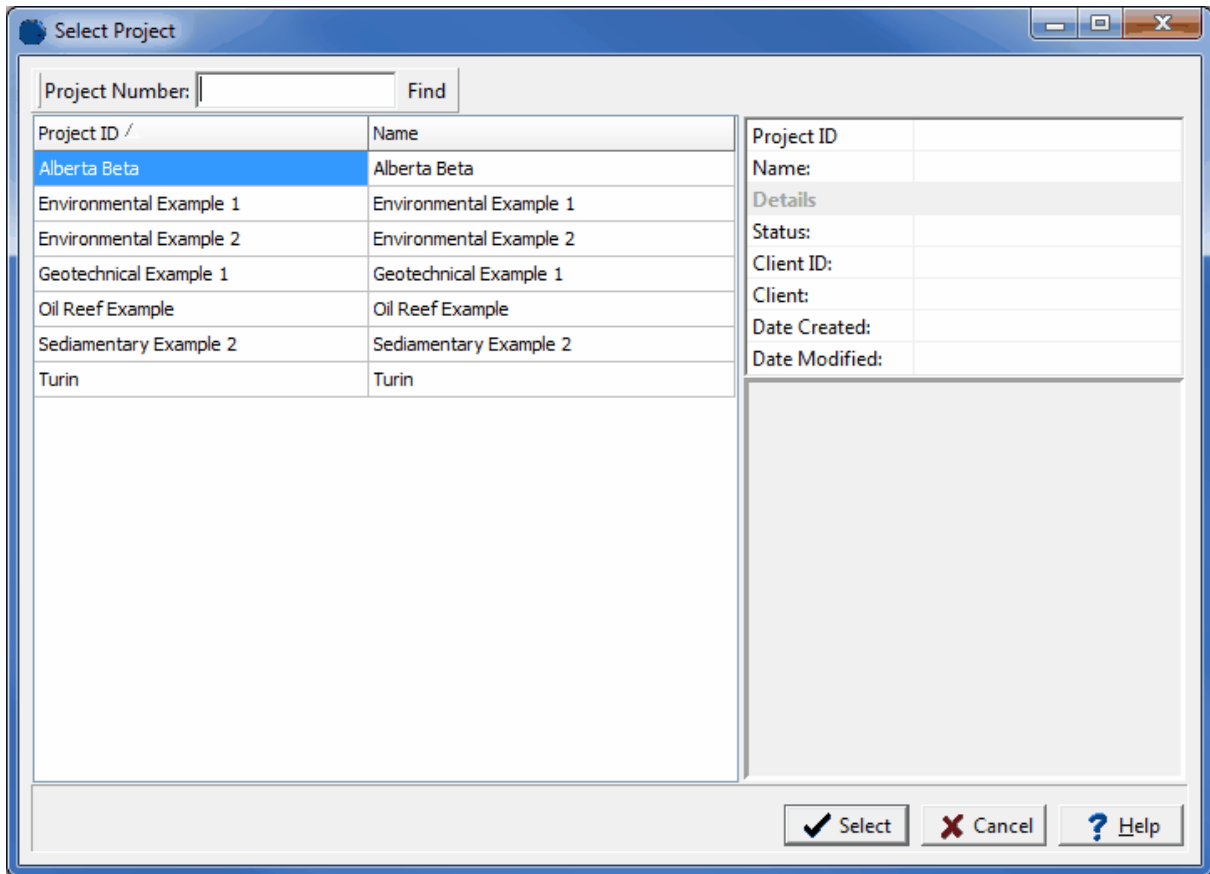 Select Project
Project Number: Find
Project ID Name
Alberta Beta Alberta Beta
Environmental Example 1 Environmental Example 1
Environmental Example 2 Environmental Example 2
Geotechnical Example 1 Geotechnical Example 1
Oil Reef Example Oil Reef Example
Sediamentary Example 2 Sediamentary Example 2
Turin Turin
Project ID
Name:
Details
Status:
Client ID:
Client:
Date Created:
Date Modified:
Select Cancel Help